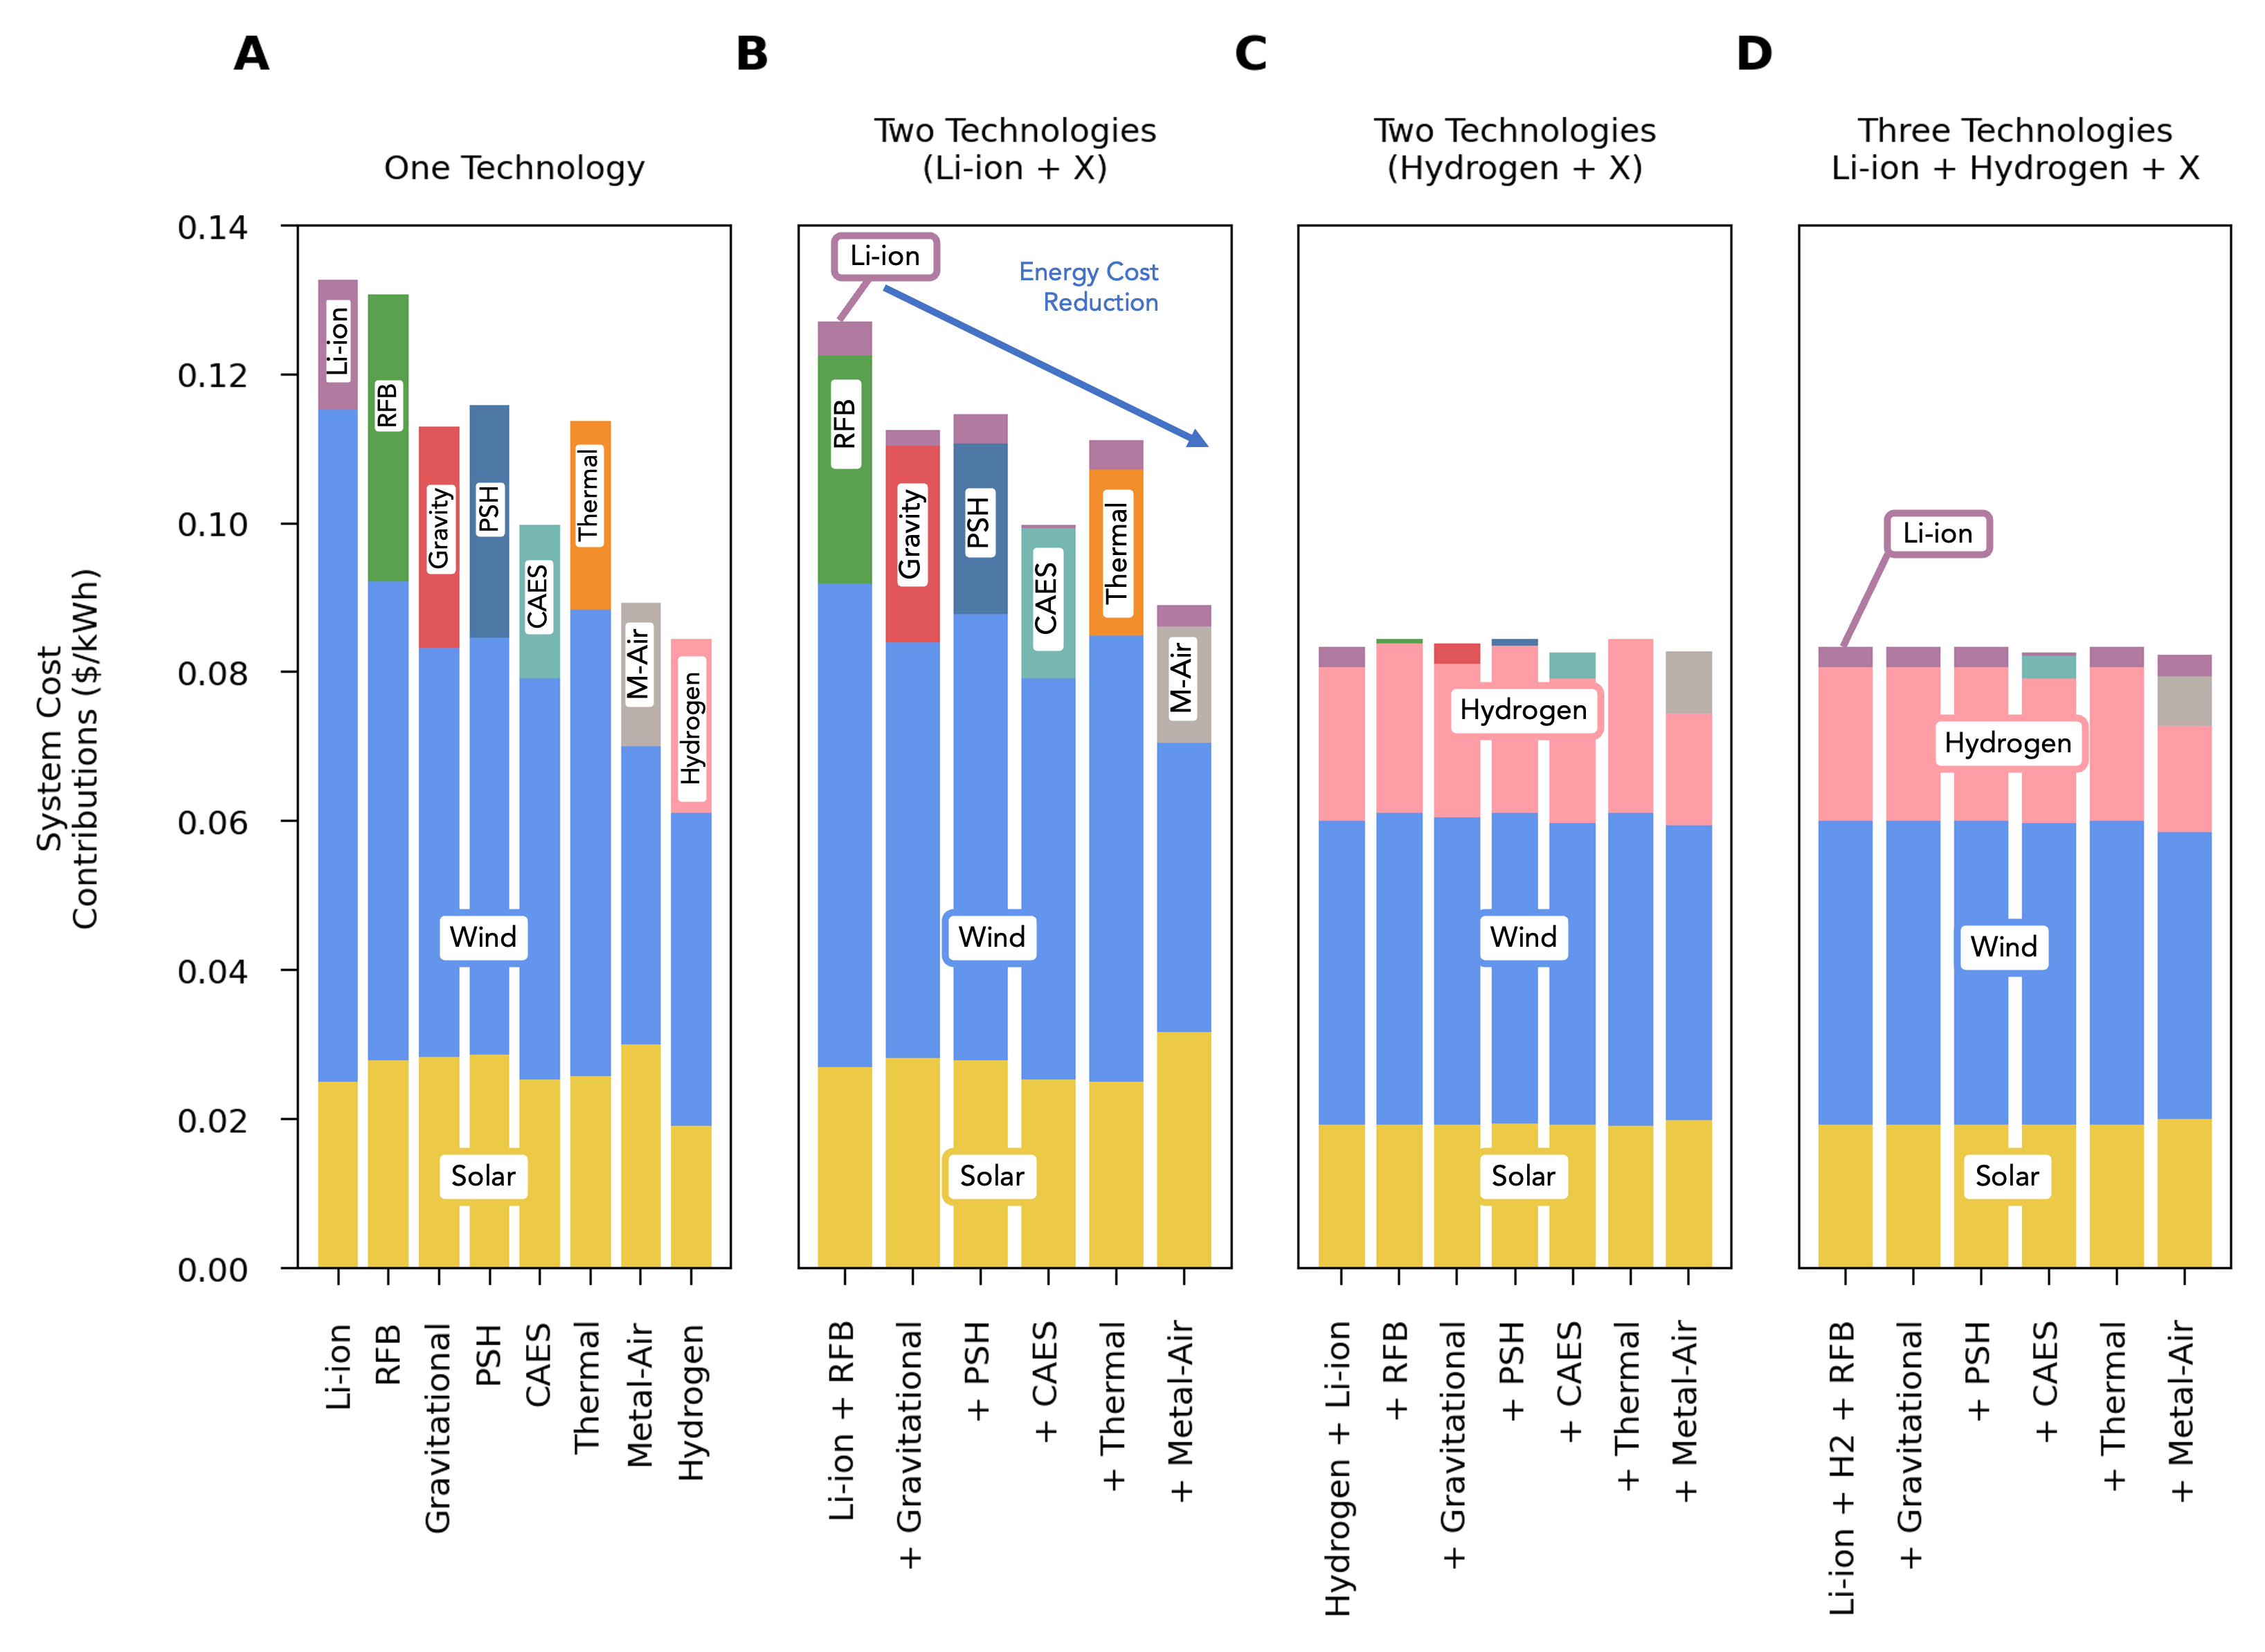 A
B
C
D
One Technology
Two Technologies
(Li-ion + X)
Two Technologies
(Hydrogen + X)
Three Technologies
Li-ion + Hydrogen + X
System Cost
Contributions ($/kWh)
0.14
0.12
0.10
0.08
0.06
0.04
0.02
0.00
Li-ion
RFB
Gravity
PSH
CAES
Thermal
M-Air
Hydrogen
Wind
Solar
Li-ion
RFB
Gravitational
PSH
CAES
Thermal
Metal-Air
Hydrogen
Li-ion
Energy Cost
Reduction
RFB
Gravity
PSH
CAES
Thermal
M-Air
Wind
Solar
Li-ion + RFB
+ Gravitational
+ PSH
+ CAES
+ Thermal
+ Metal-Air
Hydrogen
Wind
Solar
Hydrogen + Li-ion
+ RFB
+ Gravitational
+ PSH
+ CAES
+ Thermal
+ Metal-Air
Li-ion
Hydrogen
Wind
Solar
Li-ion + H2 + RFB
+ Gravitational
+ PSH
+ CAES
+ Thermal
+ Metal-Air